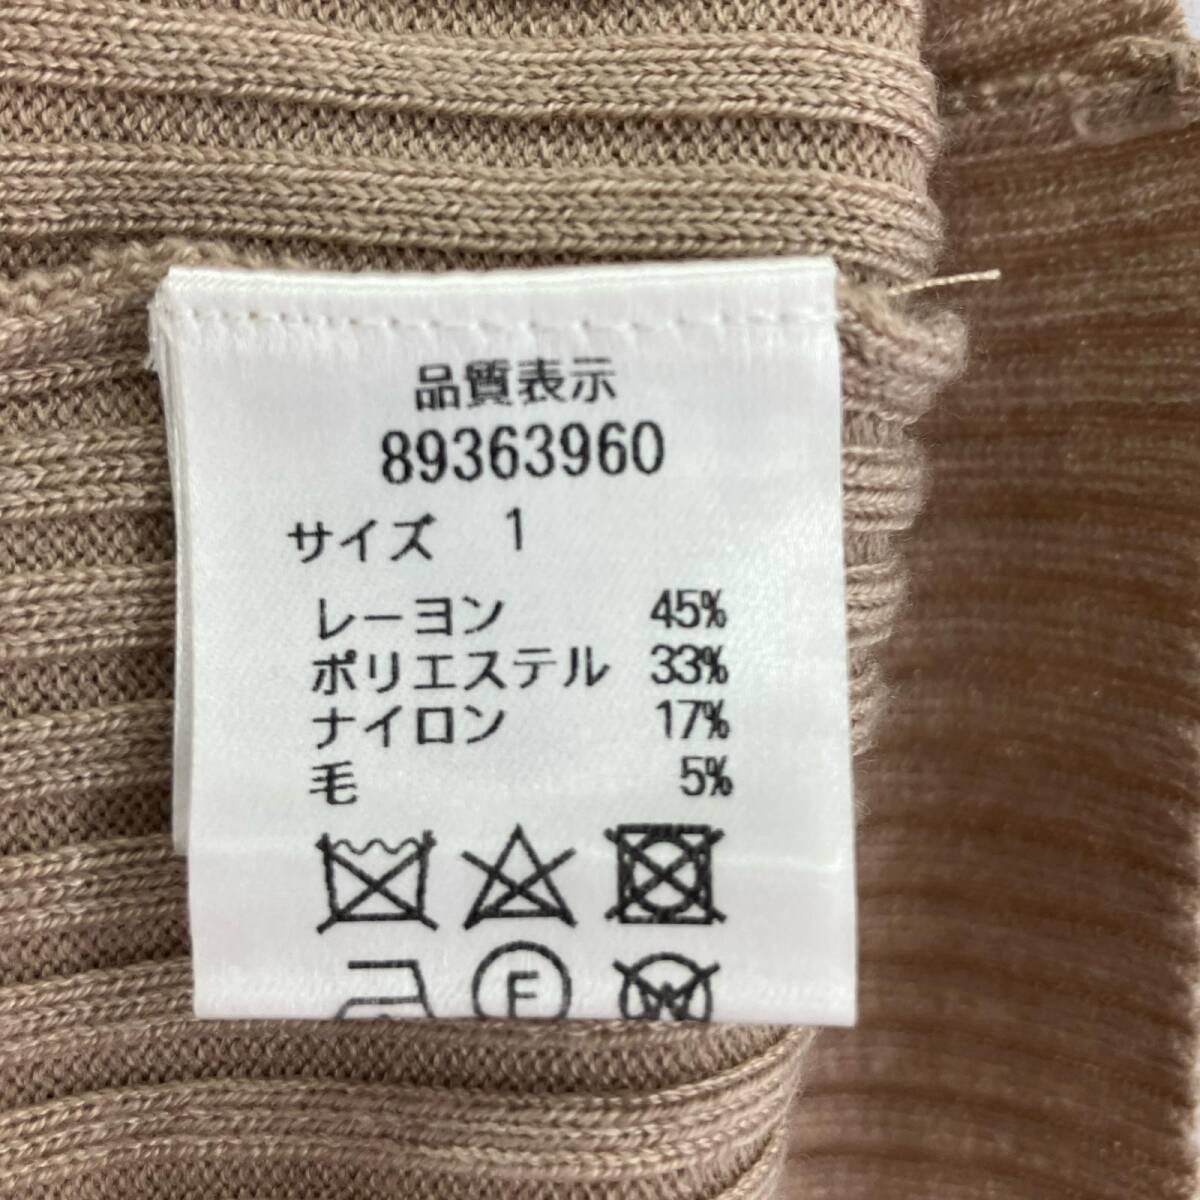 品質表示
89363960
サイズ 1
レーヨン 45%
ポリエステル 33%
ナイロン 17%
毛 5%
F W